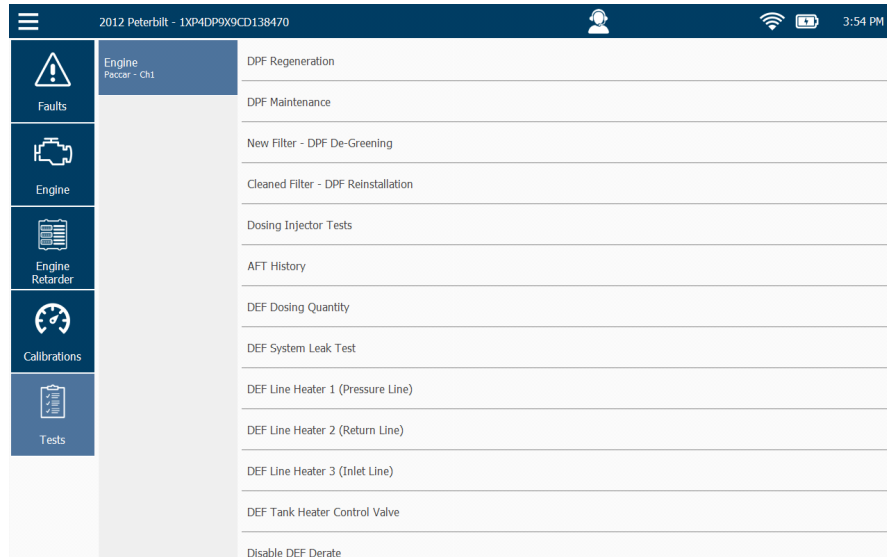 2012 Peterbilt - 1XP4DP9X9CD138470
3:54 PM
Faults
Engine
Engine
Retarder
Calibrations
Tests
Engine
Paccar - Ch1
DPF Regeneration
DPF Maintenance
New Filter - DPF De-Greening
Cleaned Filter - DPF Reinstallation
Dosing Injector Tests
AFT History
DEF Dosing Quantity
DEF System Leak Test
DEF Line Heater 1 (Pressure Line)
DEF Line Heater 2 (Return Line)
DEF Line Heater 3 (Inlet Line)
DEF Tank Heater Control Valve
Disable DEF Derate